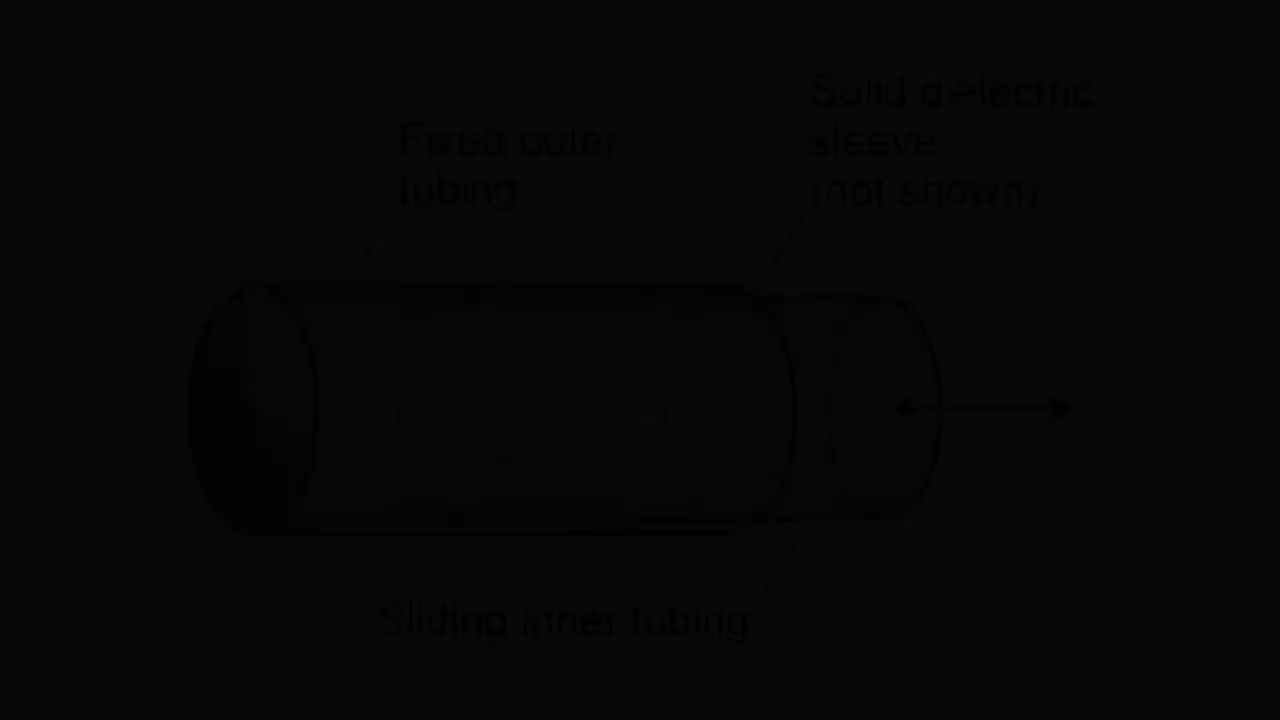 Solid dielectric
sleeve
(not shown)
Fixed outer
tubing
Sliding inner tubing